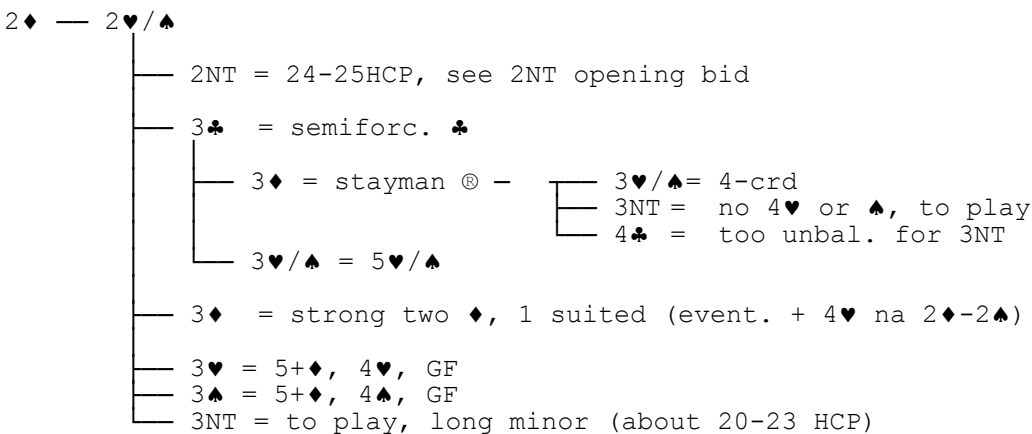 2♦ — 2♥/♠
2NT = 24-25HCP, see 2NT opening bid
3♣ = semiforc. ♣
3♦ = stayman ® — 3♥/♠= 4-crd
3NT = no 4♥ or ♠, to play
4♣ = too unbal. for 3NT
3♥/♠ = 5♥/♠
3♦ = strong two ♦, 1 suited (event. + 4♥ na 2♦-2♠)
3♥ = 5+♦, 4♥, GF
3♠ = 5+♦, 4♠, GF
3NT = to play, long minor (about 20-23 HCP)